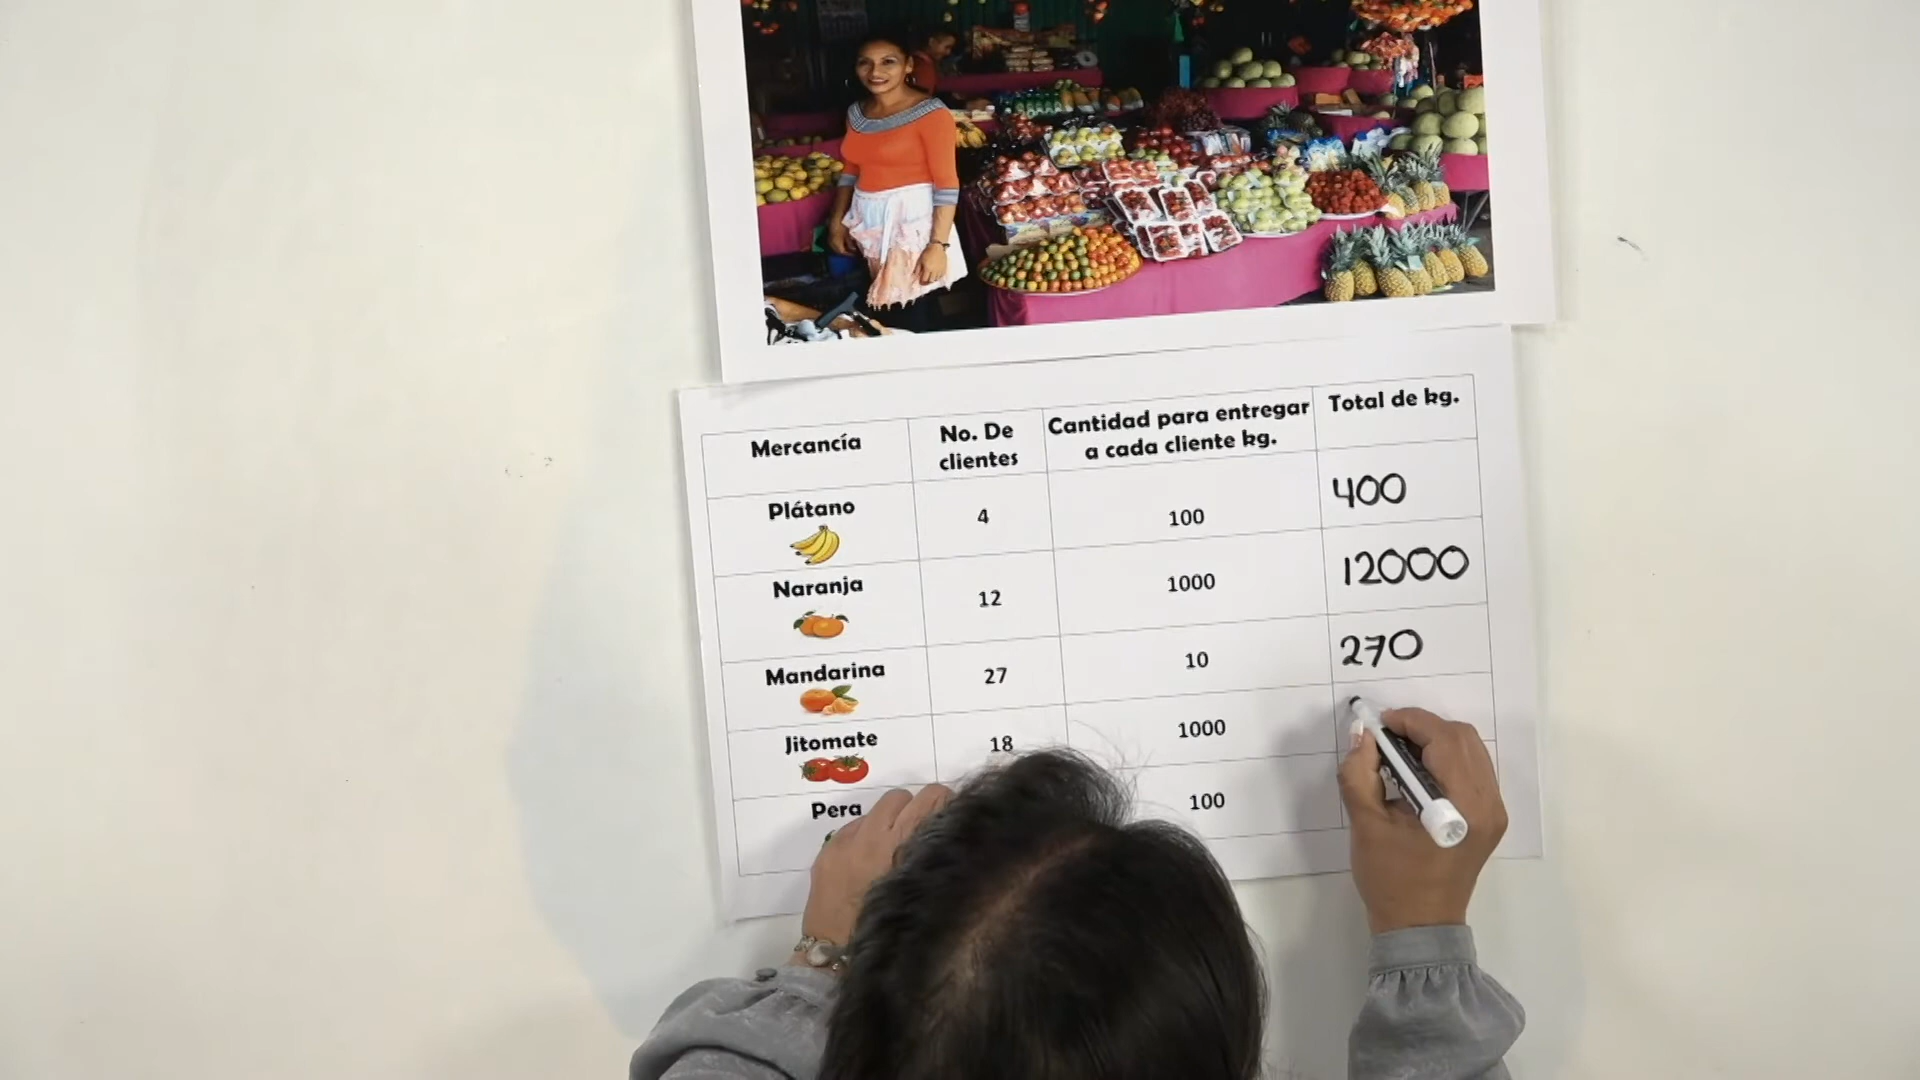 Mercancía No. De clientes Cantidad para entregar a cada cliente kg. Total de kg.
Plátano 4 100 400
Naranja 12 1000 12000
Mandarina 27 10 270
Jitomate 18 1000
Pera 100